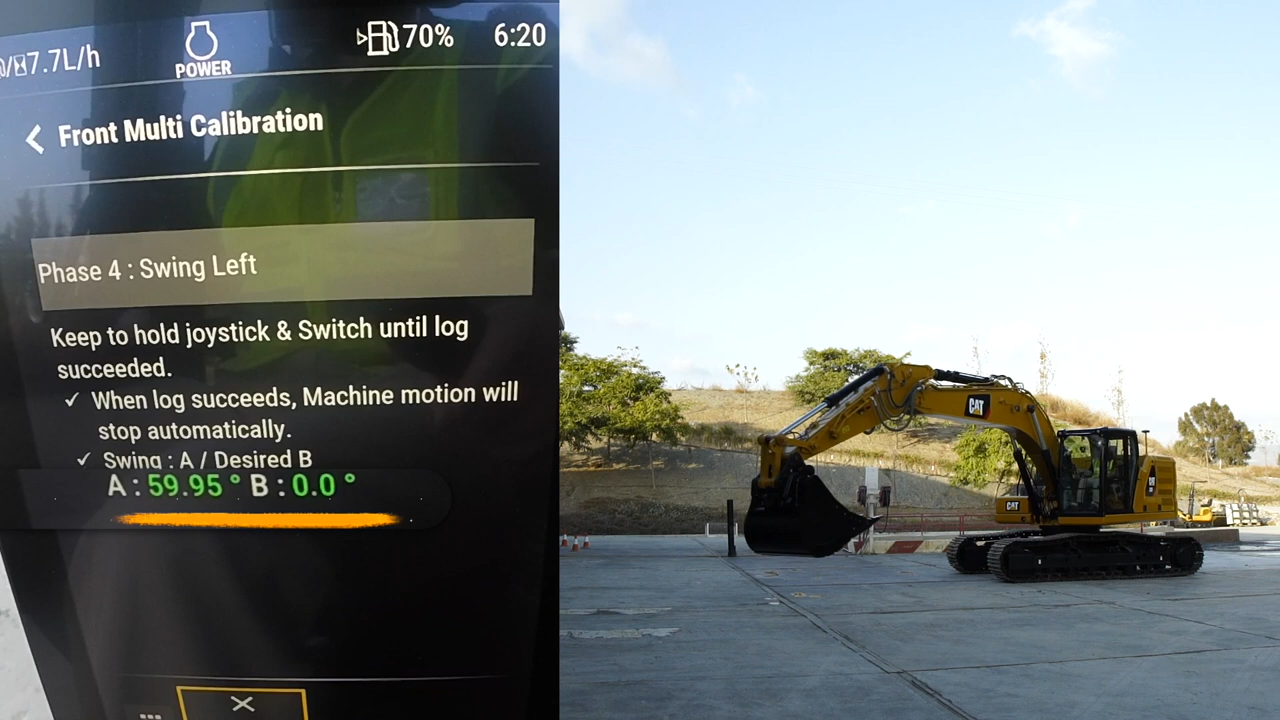 7.7L/h
POWER
70%
6:20
Front Multi Calibration
Phase 4 : Swing Left
Keep to hold joystick & Switch until log
succeeded.
✓ When log succeeds, Machine motion will
stop automatically.
✓ Swing : A / Desired B
A : 59.95 ° B : 0.0 °
CAT
CAT
CAT